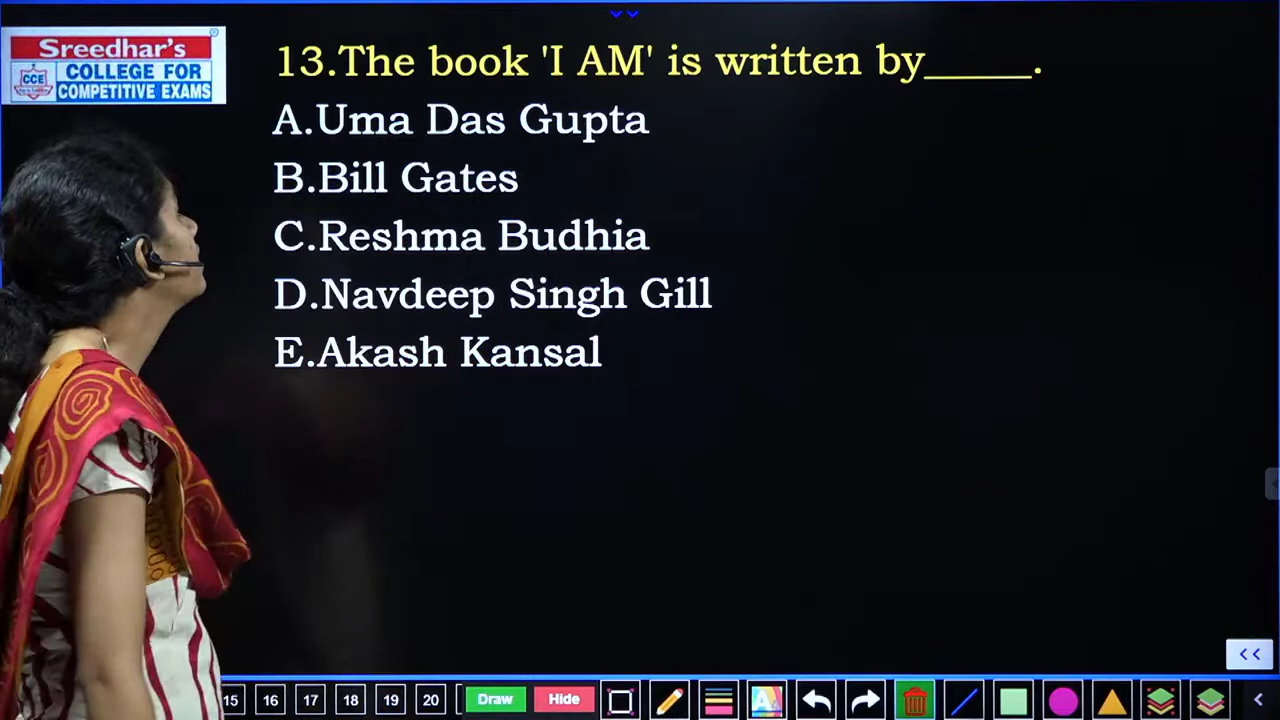 Sreedhar's
CCE
COLLEGE FOR
COMPETITIVE EXAMS
13.The book 'I AM' is written by_____.
A.Uma Das Gupta
B.Bill Gates
C.Reshma Budhia
D.Navdeep Singh Gill
E.Akash Kansal
15 16 17 18 19 20 Draw Hide